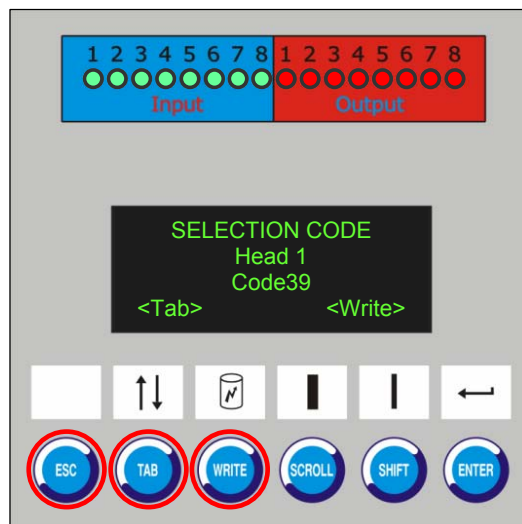 1 2 3 4 5 6 7 8 1 2 3 4 5 6 7 8
Input Output
SELECTION CODE
Head 1
Code39
<Tab> <Write>
ESC TAB WRITE SCROLL SHIFT ENTER